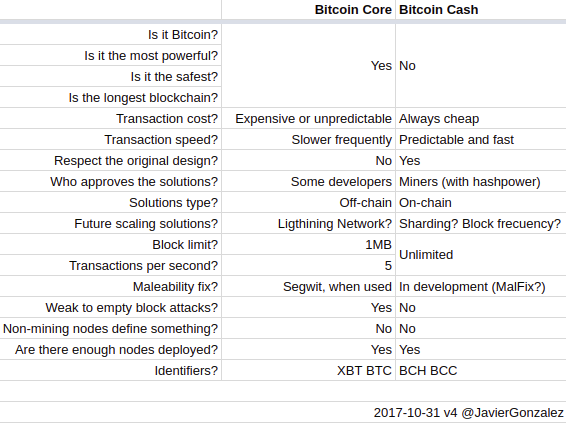 Bitcoin Core Bitcoin Cash
Is it Bitcoin?
Is it the most powerful?
Yes No
Is it the safest?
Is the longest blockchain?
Transaction cost? Expensive or unpredictable Always cheap
Transaction speed? Slower frequently Predictable and fast
Respect the original design? No Yes
Who approves the solutions? Some developers Miners (with hashpower)
Solutions type? Off-chain On-chain
Future scaling solutions? Ligthining Network? Sharding? Block frecuency?
Block limit? 1MB
Unlimited
Transactions per second? 5
Maleability fix? Segwit, when used In development (MalFix?)
Weak to empty block attacks? Yes No
Non-mining nodes define something? No No
Are there enough nodes deployed? Yes Yes
Identifiers? XBT BTC BCH BCC
2017-10-31 v4 @JavierGonzalez